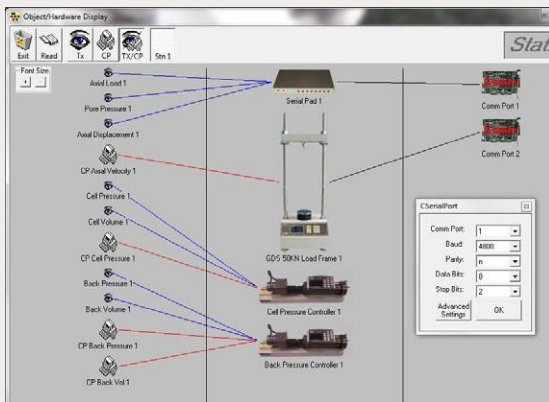 Object/Hardware Display
Exit
Read
Tx
CP
TX/CP
Stn 1
Stat
Font Size:
+
-
Axial Load 1
Pore Pressure 1
Axial Displacement 1
CP Axial Velocity 1
Cell Pressure 1
Cell Volume 1
CP Cell Pressure 1
Back Pressure 1
Back Volume 1
CP Back Pressure 1
CP Back Vol 1
Serial Pad 1
GDS 50KN Load Frame 1
Cell Pressure Controller 1
Back Pressure Controller 1
Comm Port 1
Comm Port 2
CSerialPort
Comm Port: 1
Baud: 4800
Parity: n
Data Bits: 8
Stop Bits: 2
Advanced
Settings
OK